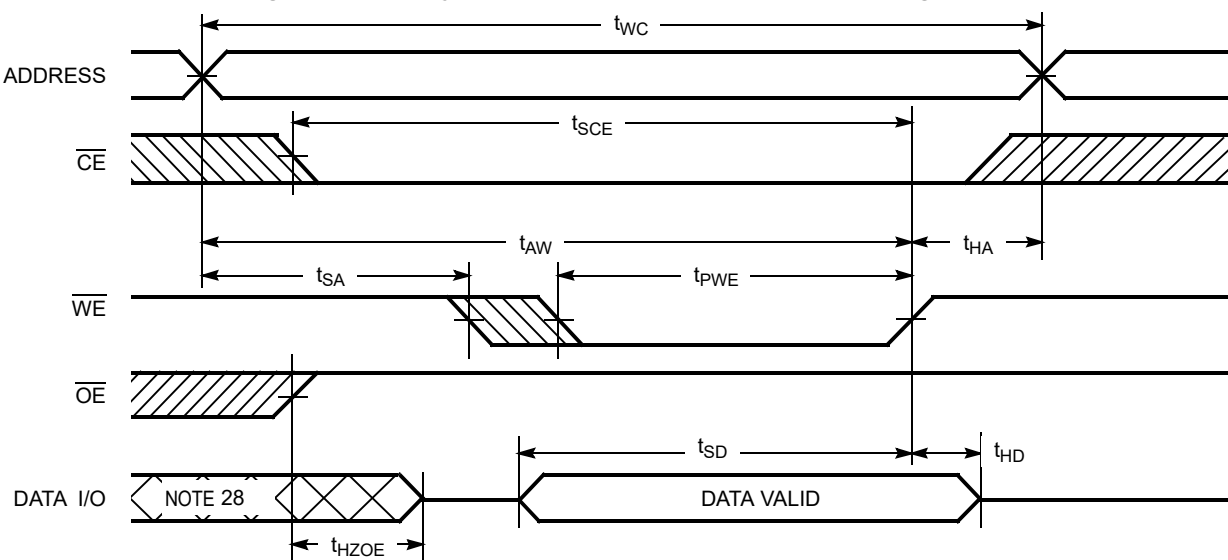 tWC
ADDRESS
tSCE
CE
tAW
tHA
tSA
tPWE
WE
OE
tSD
tHD
DATA I/O
NOTE 28
DATA VALID
tHZOE